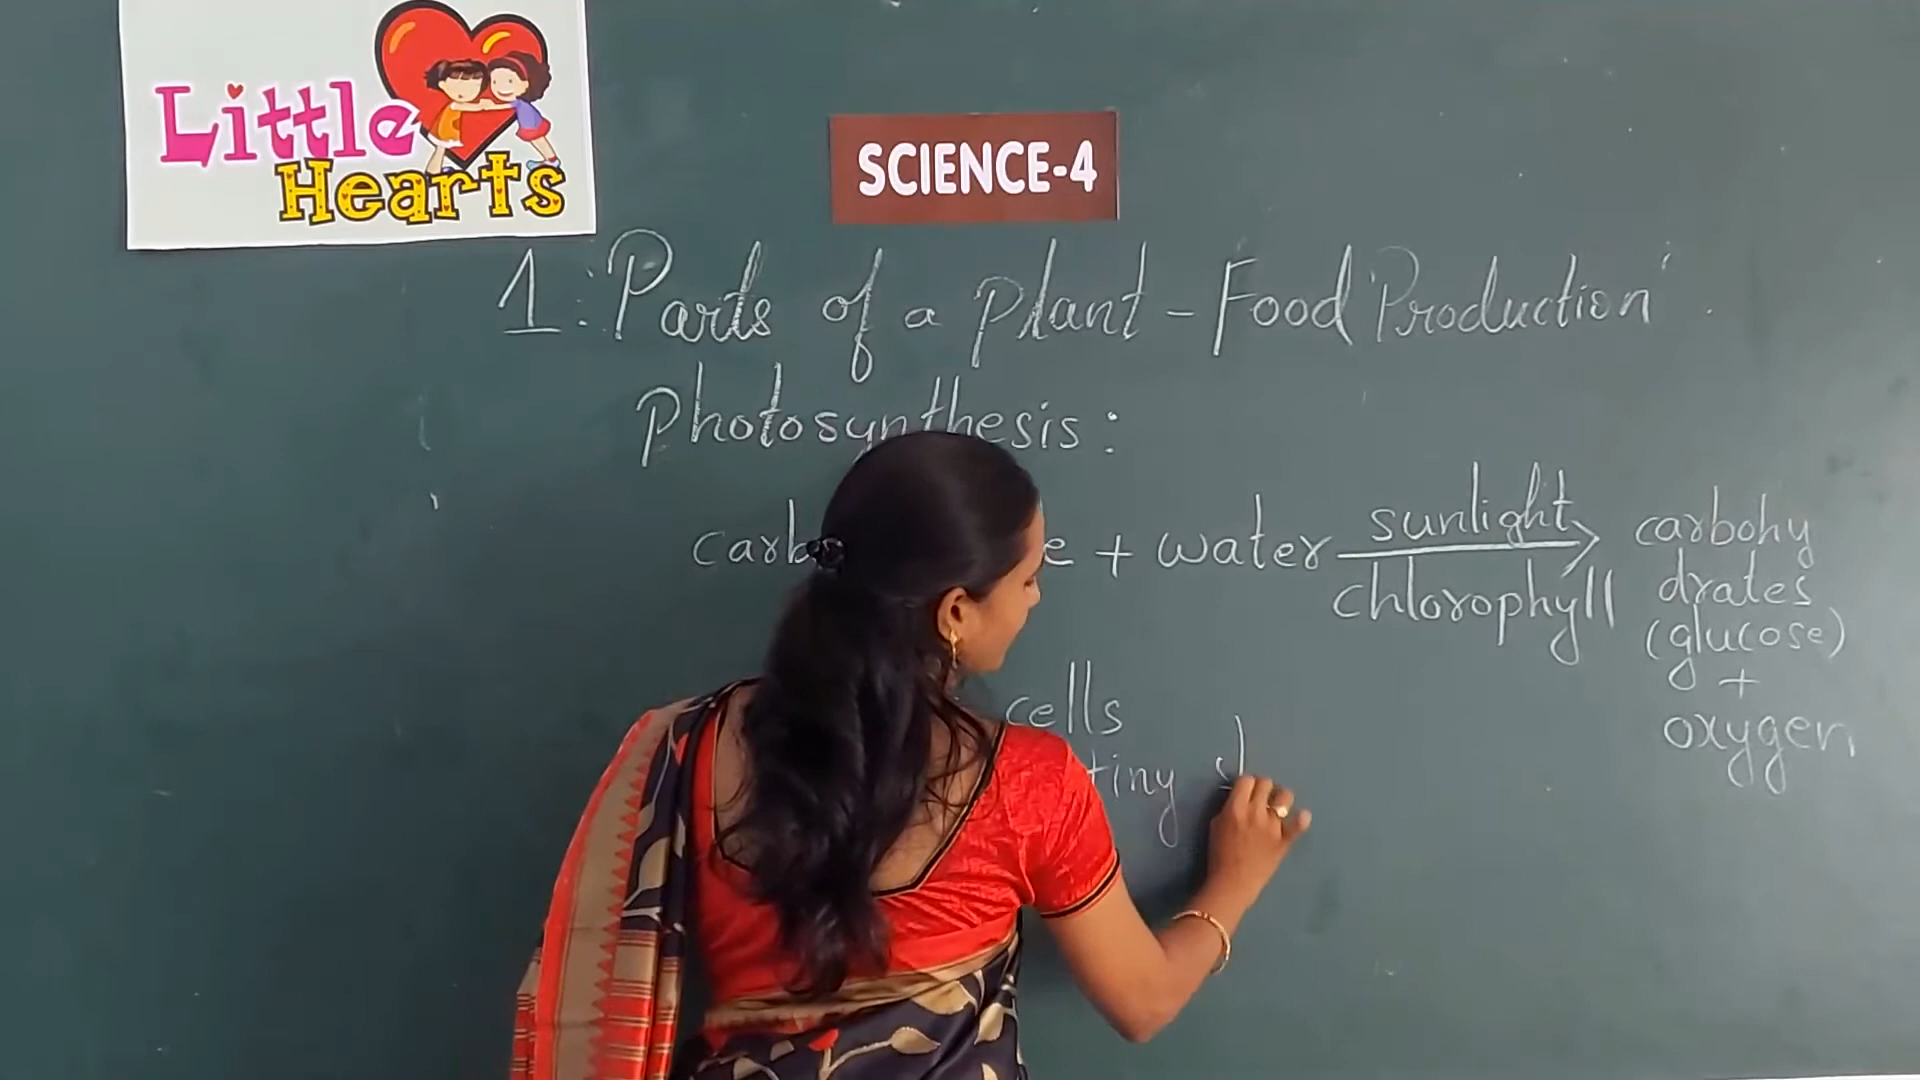 Little
Hearts
SCIENCE-4
1: Parts of a plant - Food 'Production'.
Photosynthesis:
+ water sunlight carbohy
chlorophyll drates
(glucose)
+
oxygen
cells
tiny